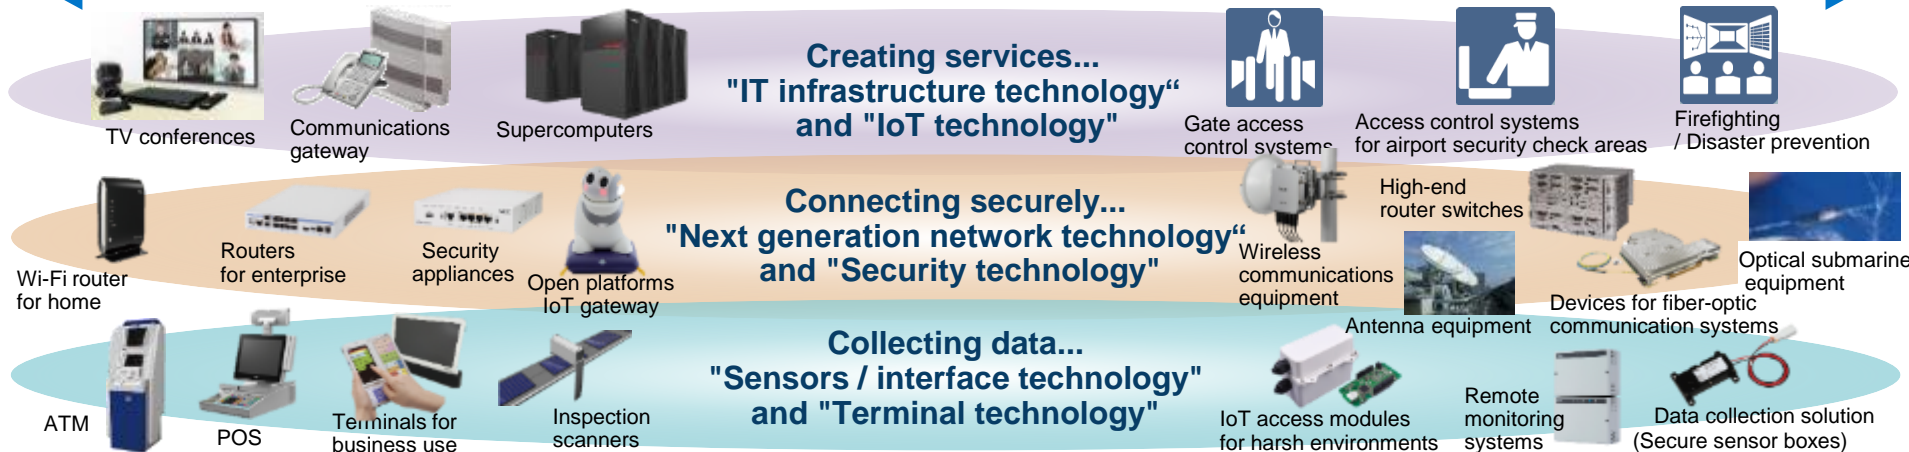 Creating services...
"IT infrastructure technology“
and "IoT technology"
TV conferences
Communications
gateway
Supercomputers
Gate access
control systems
Access control systems
for airport security check areas
Firefighting
/ Disaster prevention
Connecting securely...
"Next generation network technology“
and "Security technology"
Wi-Fi router
for home
Routers
for enterprise
Security
appliances
Open platforms
IoT gateway
Wireless
communications
equipment
High-end
router switches
Antenna equipment
Devices for fiber-optic
communication systems
Optical submarine
equipment
Collecting data...
"Sensors / interface technology"
and "Terminal technology"
ATM
POS
Terminals for
business use
Inspection
scanners
IoT access modules
for harsh environments
Remote
monitoring
systems
Data collection solution
(Secure sensor boxes)